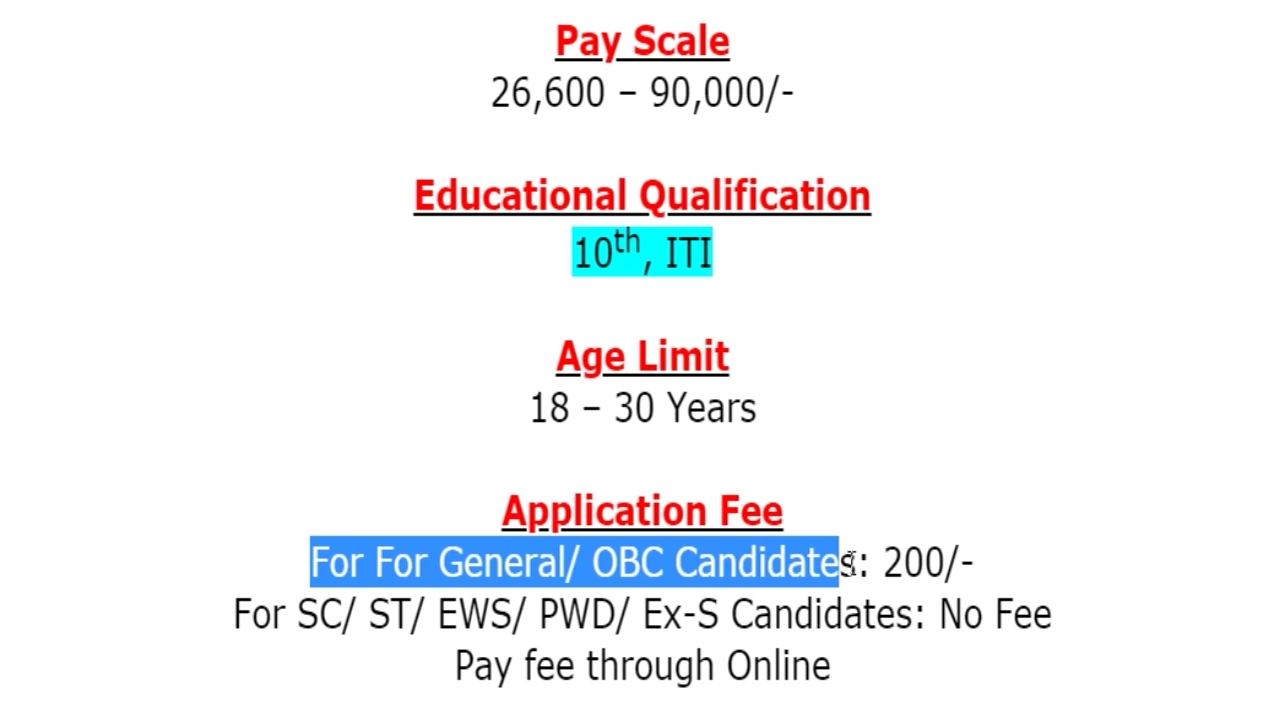 Pay Scale
26,600 – 90,000/-
Educational Qualification
10th, ITI
Age Limit
18 – 30 Years
Application Fee
For For General/ OBC Candidates: 200/-
For SC/ ST/ EWS/ PWD/ Ex-S Candidates: No Fee
Pay fee through Online